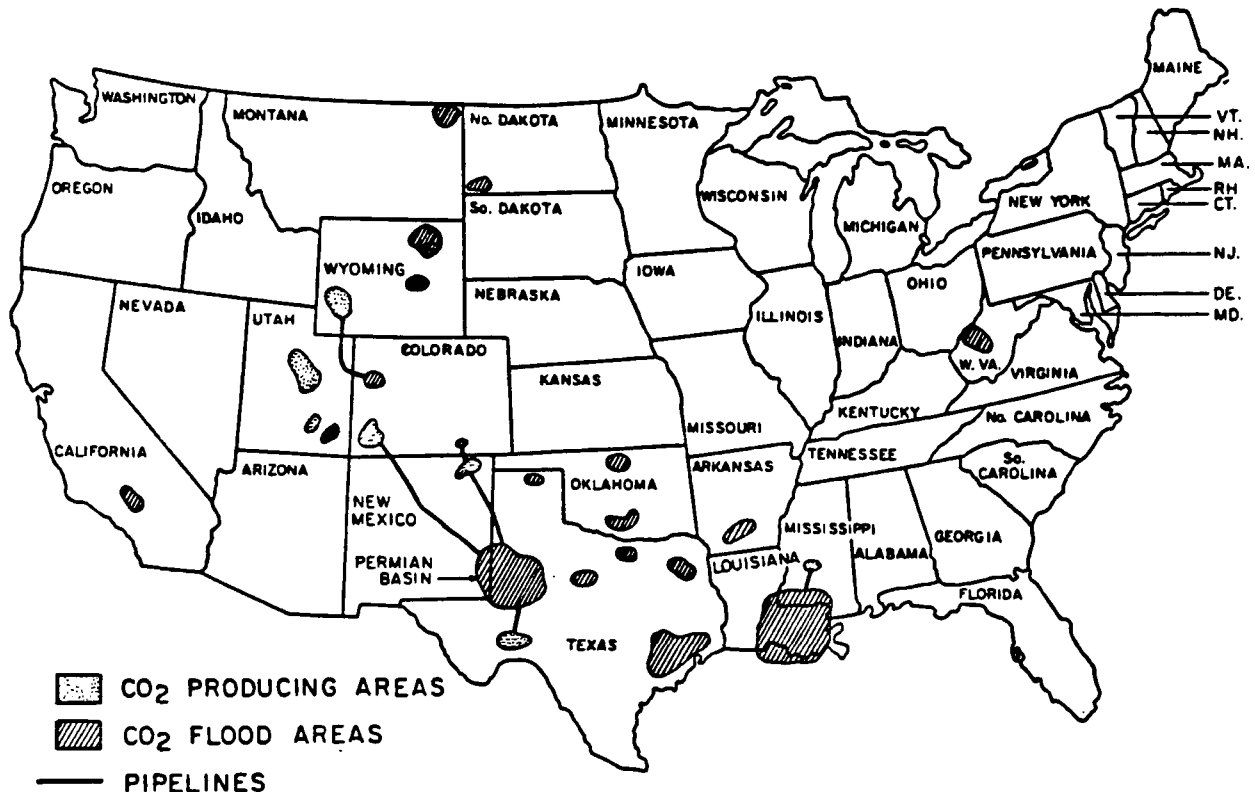 MAINE
WASHINGTON
MONTANA
No. DAKOTA
MINNESOTA
VT.
NH.
MA.
RH
CT.
OREGON
IDAHO
So. DAKOTA
WISCONSIN
MICHIGAN
NEW YORK
WYOMING
IOWA
PENNSYLVANIA
NJ.
NEVADA
UTAH
NEBRASKA
ILLINOIS
INDIANA
OHIO
DE.
MD.
COLORADO
KANSAS
W. VA.
VIRGINIA
CALIFORNIA
MISSOURI
KENTUCKY
No. CAROLINA
ARIZONA
NEW
MEXICO
OKLAHOMA
ARKANSAS
TENNESSEE
So.
CAROLINA
PERMIAN
BASIN
LOUISIANA
MISSISSIPPI
ALABAMA
GEORGIA
TEXAS
FLORIDA
CO2 PRODUCING AREAS
CO2 FLOOD AREAS
PIPELINES